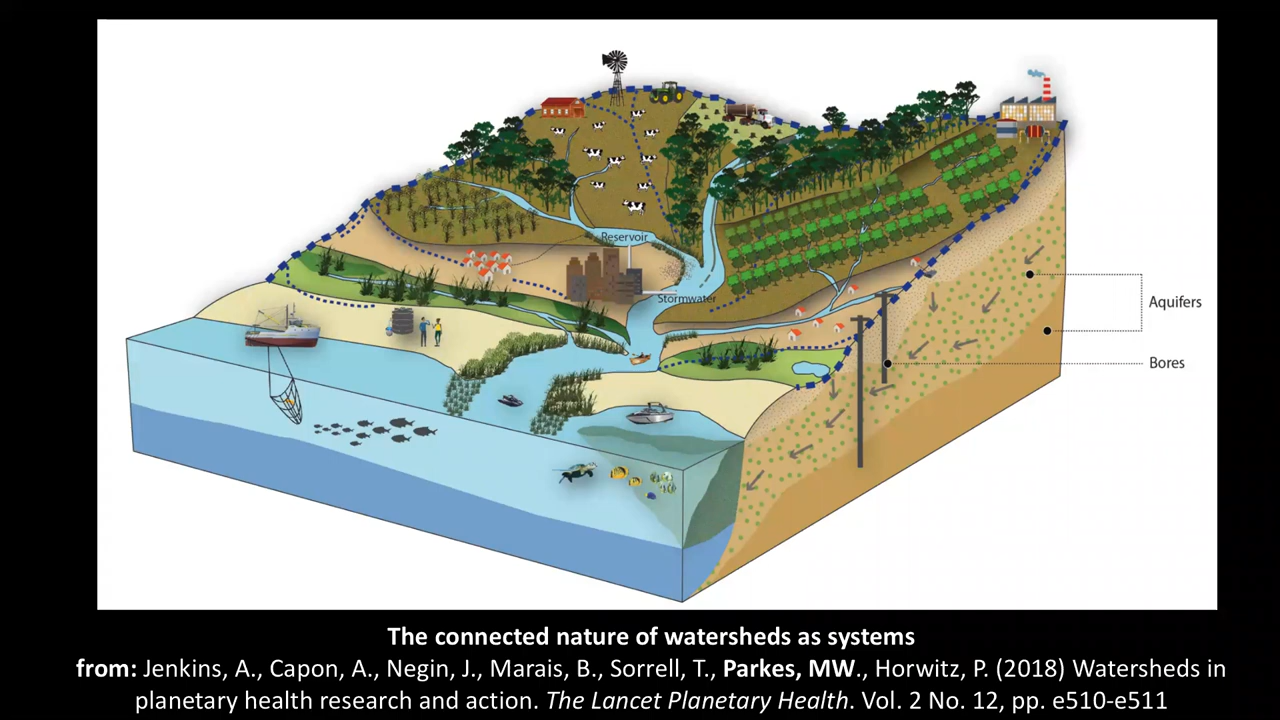 Reservoir
Stormwater
Aquifers
Bores
The connected nature of watersheds as systems
from: Jenkins, A., Capon, A., Negin, J., Marais, B., Sorrell, T., Parkes, MW., Horwitz, P. (2018) Watersheds in
planetary health research and action. The Lancet Planetary Health. Vol. 2 No. 12, pp. e510-e511